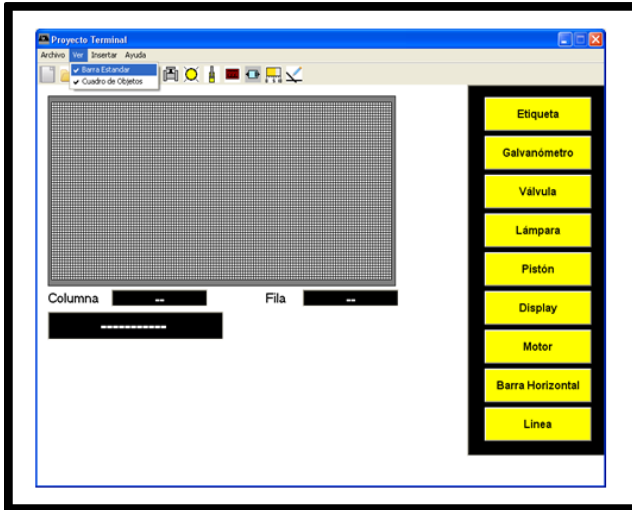 Proyecto Terminal
Archivo Ver Insertar Ayuda
Barra Estandar
Cuadro de Objetos
Etiqueta
Galvanómetro
Válvula
Lámpara
Pistón
Display
Motor
Barra Horizontal
Línea
Columna -- Fila --
-----------